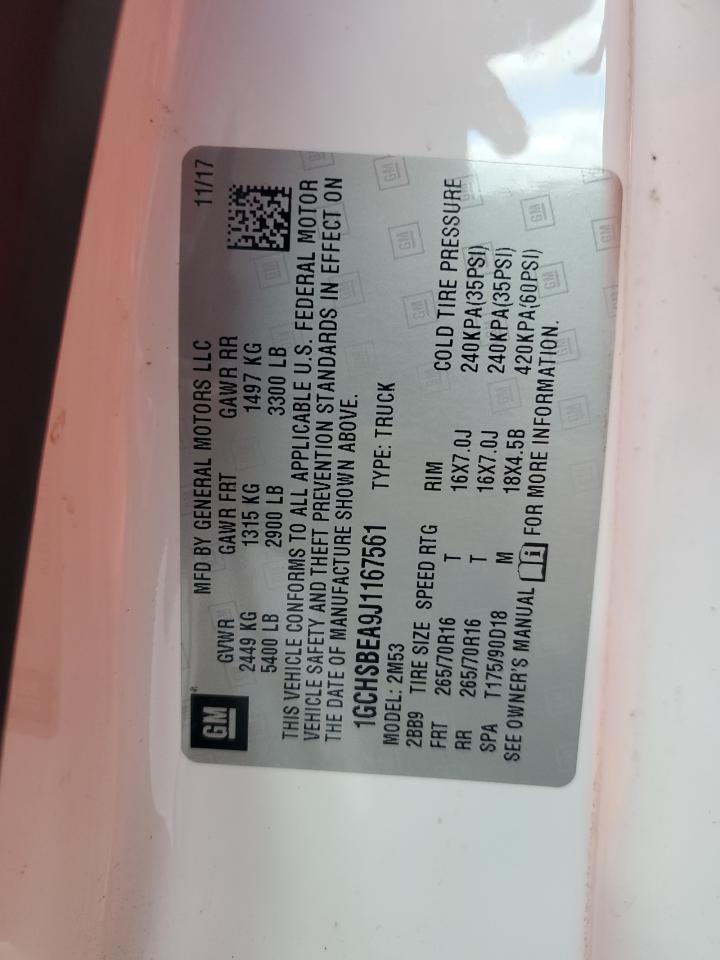 GM
MFD BY GENERAL MOTORS LLC 11/17
GVWR GAWR FRT GAWR RR
2449 KG 1315 KG 1497 KG
5400 LB 2900 LB 3300 LB
THIS VEHICLE CONFORMS TO ALL APPLICABLE U.S. FEDERAL MOTOR
VEHICLE SAFETY AND THEFT PREVENTION STANDARDS IN EFFECT ON
THE DATE OF MANUFACTURE SHOWN ABOVE.
1GCHSBEA9J1167561 TYPE: TRUCK
MODEL: 2M53
2BB9 TIRE SIZE SPEED RTG RIM COLD TIRE PRESSURE
FRT 265/70R16 T 16X7.0J 240KPA(35PSI)
RR 265/70R16 T 16X7.0J 240KPA(35PSI)
SPA T175/90D18 M 18X4.5B 420KPA(60PSI)
SEE OWNER'S MANUAL FOR MORE INFORMATION.